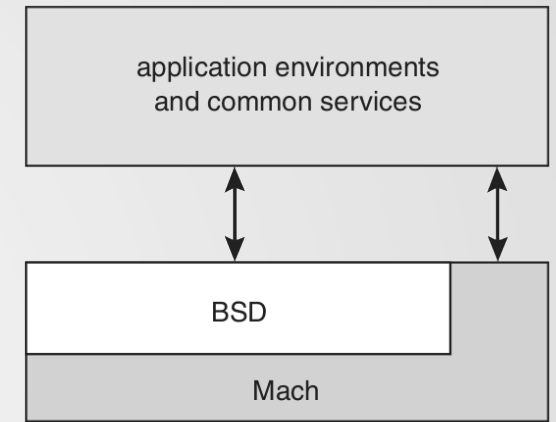 application environments
and common services
BSD
Mach